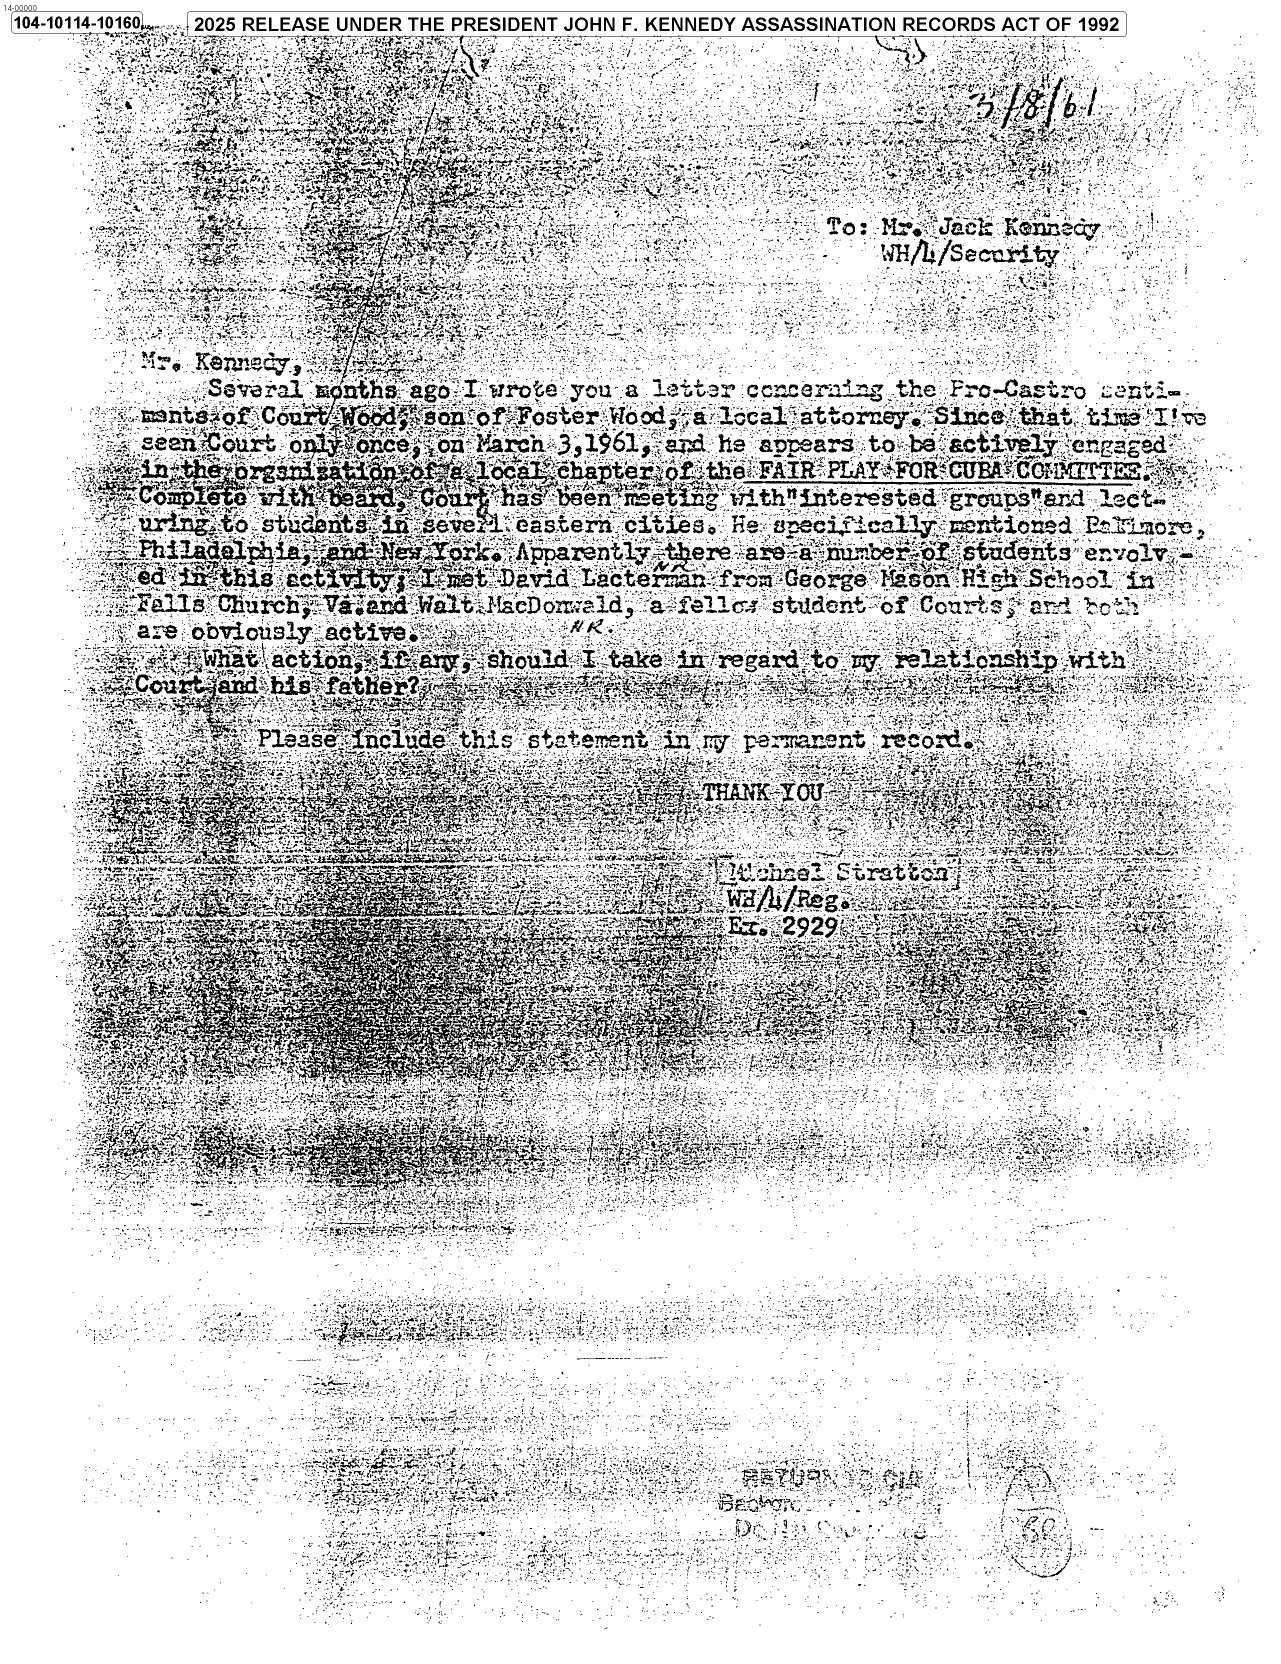 14-00000
104-10114-10160
2025 RELEASE UNDER THE PRESIDENT JOHN F. KENNEDY ASSASSINATION RECORDS ACT OF 1992
3/8/61
To: Mr. Jack Kennedy
WH/4/Security
Mr. Kennedy,
Several months ago I wrote you a letter concerning the Pro-Castro senti-
ments of Court Wood, son of Foster Wood, a local attorney. Since that time I've
seen Court only once, on March 3,1961, and he appears to be actively engaged
in the organization of a local chapter of the FAIR PLAY FOR CUBA COMMITTEE.
Complete with beard, Court has been meeting with"interested groups"and lect-
uring to students in severl eastern cities. He specifically mentioned Baltimore,
Philadelphia, and New York. Apparently there are a number of students envolv -
NR
ed in this activity; I met David Lacterman from George Mason High School in
Falls Church, Va.and Walt MacDonwald, a fellow student of Courts, and both
are obviously active.
NR.
What action, if any, should I take in regard to my relationship with
Court and his father?
Please include this statement in my permanent record.
THANK YOU
Michael Stratton
WH/4/Reg.
Ex. 2929
RETURN TO CIA